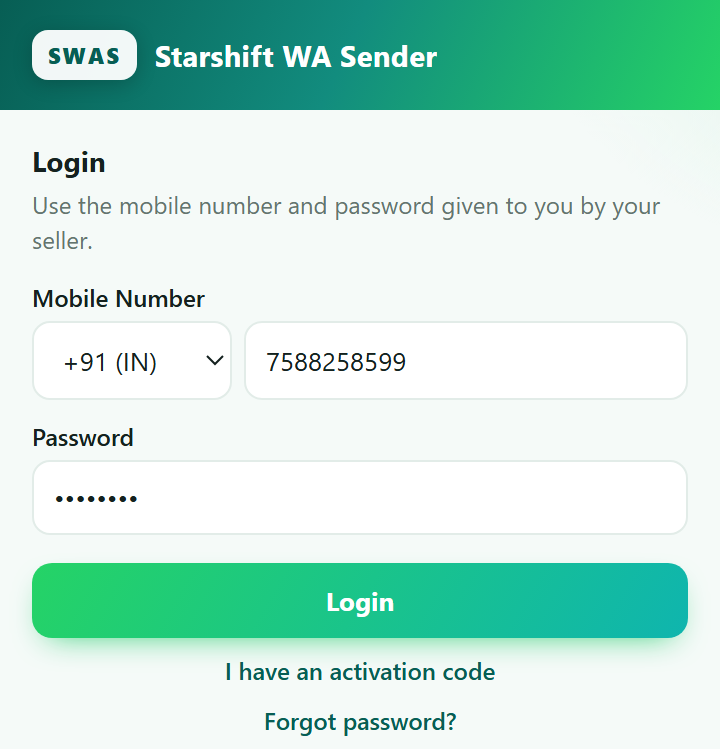 SWAS
Starshift WA Sender
Login
Use the mobile number and password given to you by your
seller.
Mobile Number
+91 (IN)
7588258599
Password
••••••••
Login
I have an activation code
Forgot password?